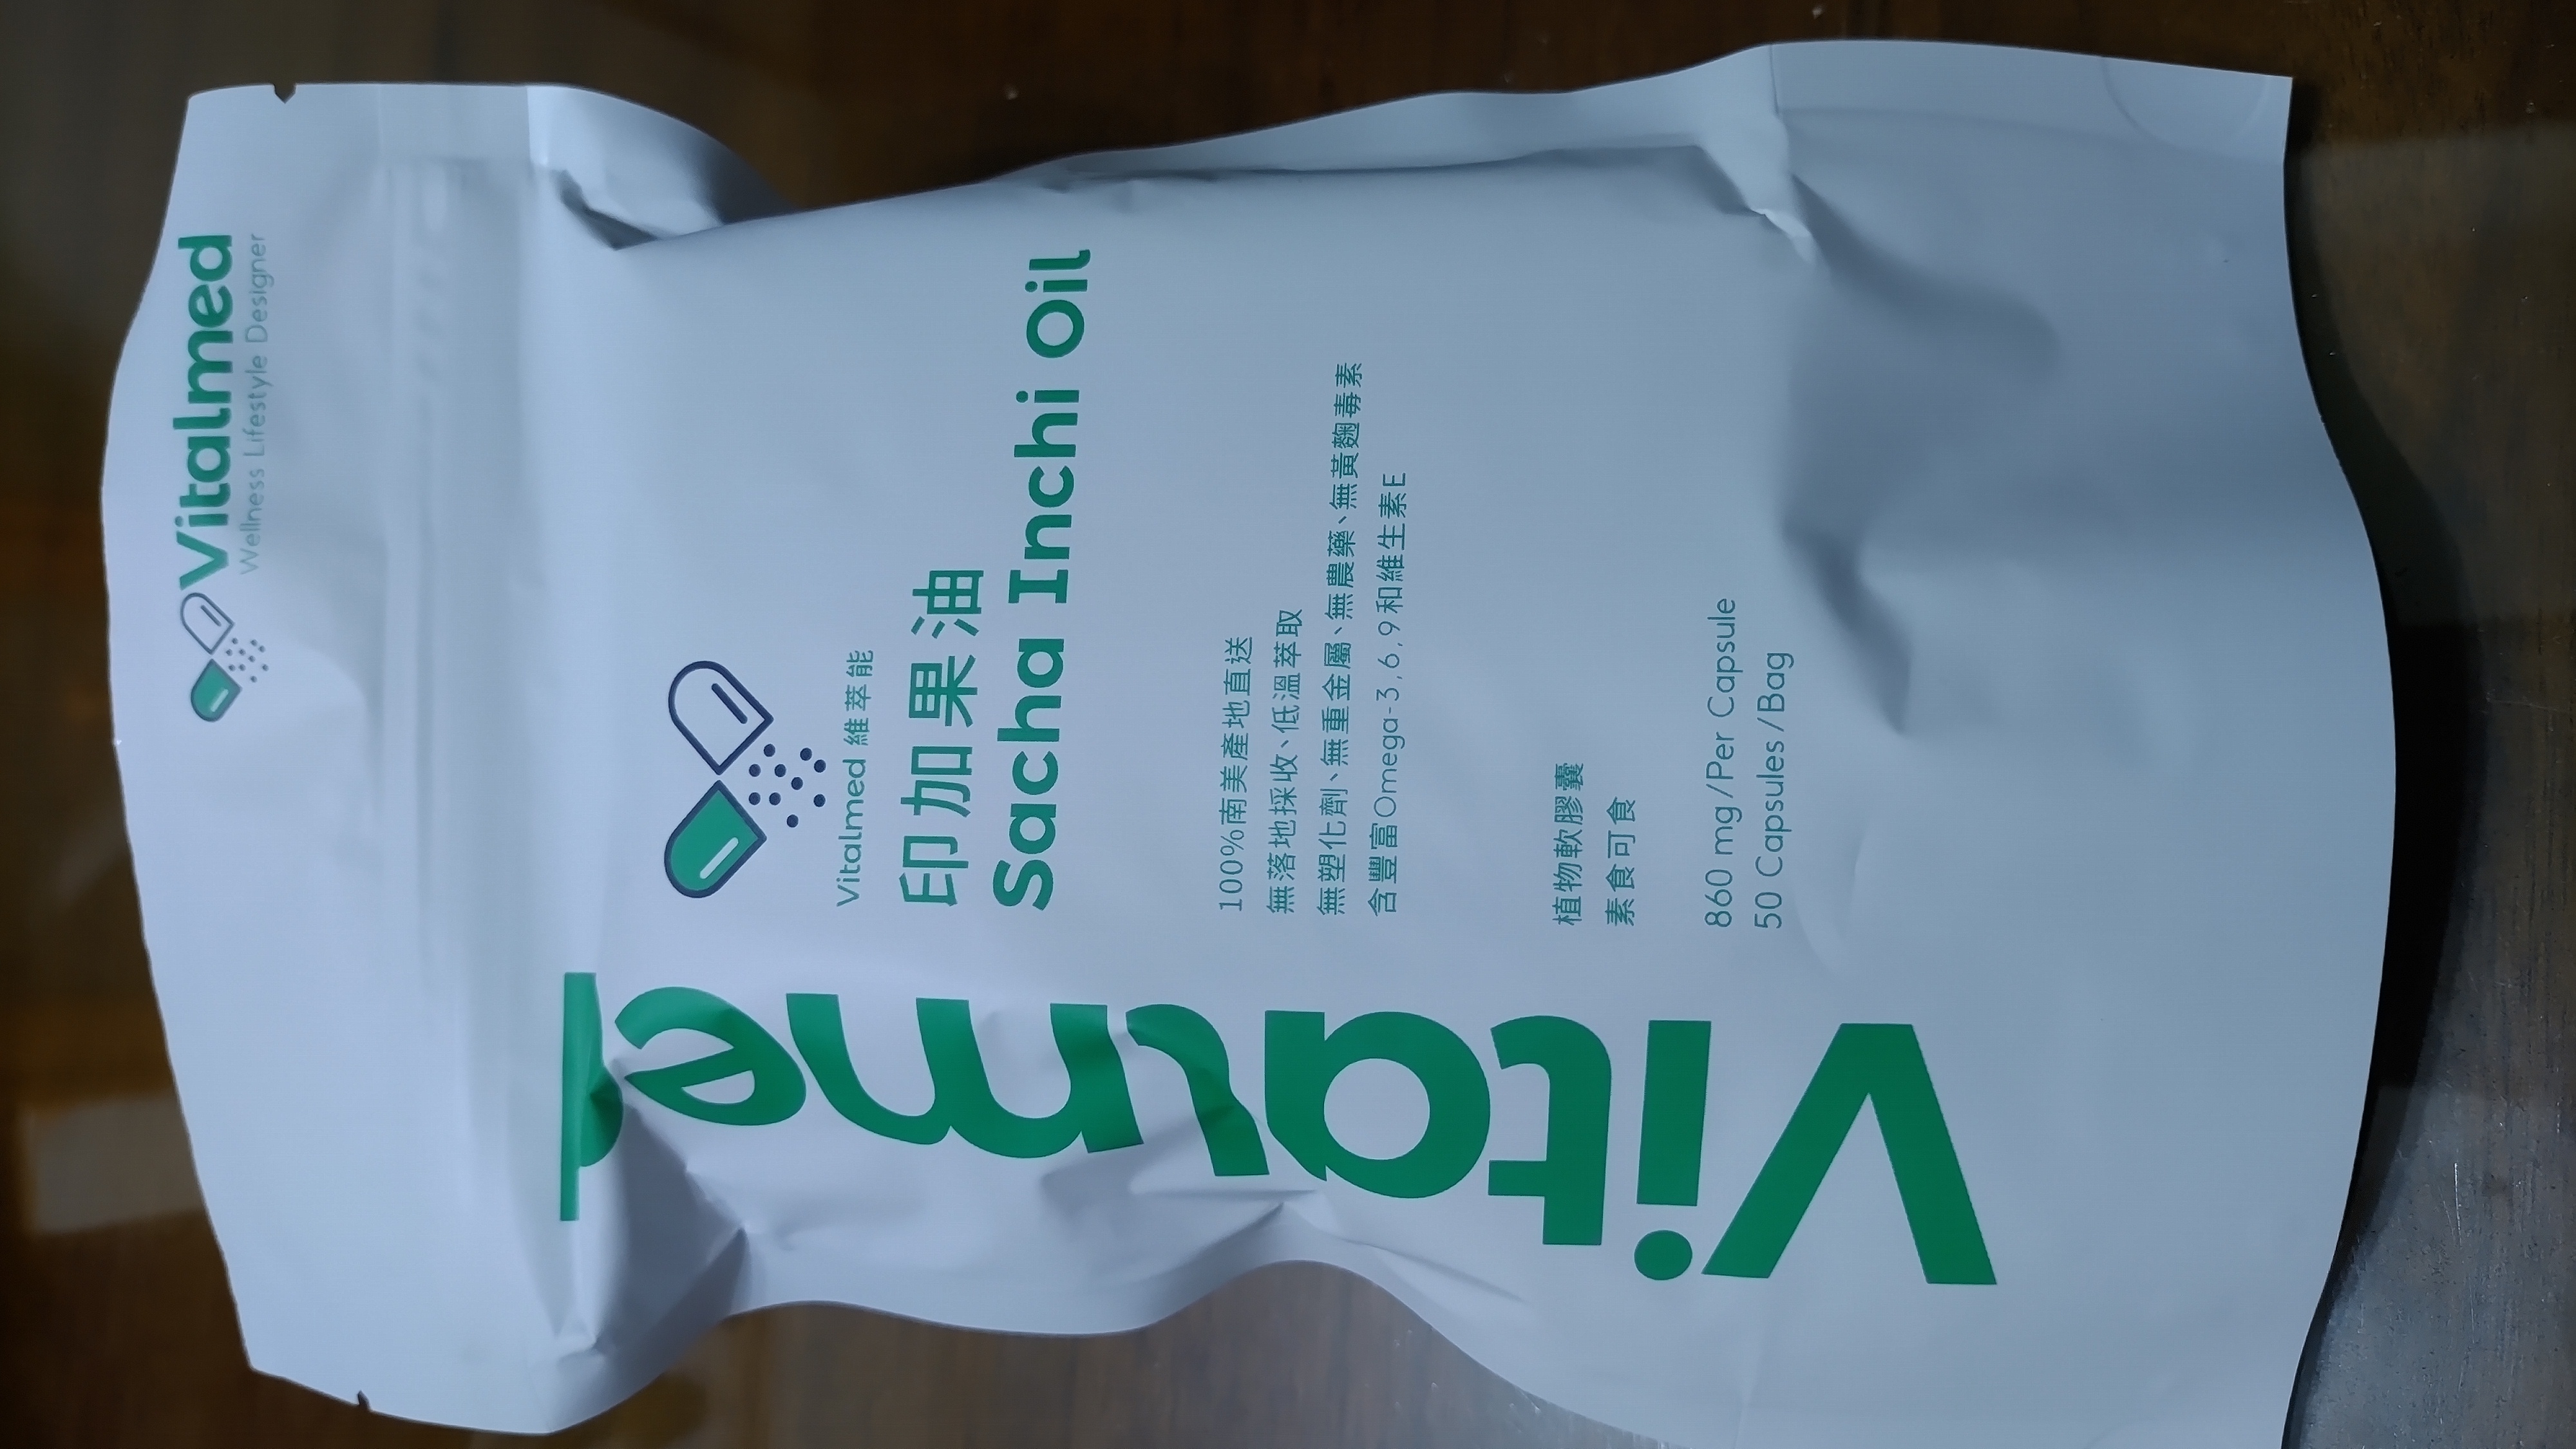 Vitalmed
Wellness Lifestyle Designer
Vitalmed 維萃能
印加果油
Sacha Inchi Oil
100%南美產地直送
無落地採收、低溫萃取
無塑化劑、無重金屬、無農藥、無黃麴毒素
含豐富Omega-3,6,9和維生素E
植物軟膠囊
素食可食
860 mg/Per Capsule
50 Capsules/Bag
Vitalmed